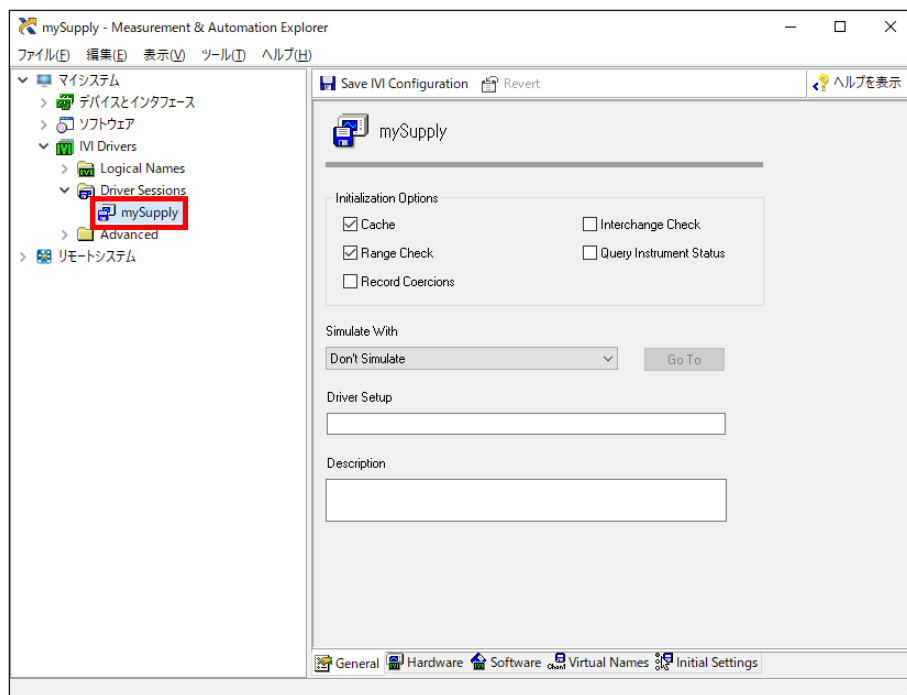 mySupply - Measurement & Automation Explorer
ファイル(F) 編集(E) 表示(V) ツール(T) ヘルプ(H)
マイシステム
デバイスとインタフェース
ソフトウェア
IVI Drivers
Logical Names
Driver Sessions
mySupply
Advanced
リモートシステム
Save IVI Configuration Revert ヘルプを表示
mySupply
Initialization Options
Cache Interchange Check
Range Check Query Instrument Status
Record Coercions
Simulate With
Don't Simulate Go To
Driver Setup
Description
General Hardware Software Virtual Names Initial Settings